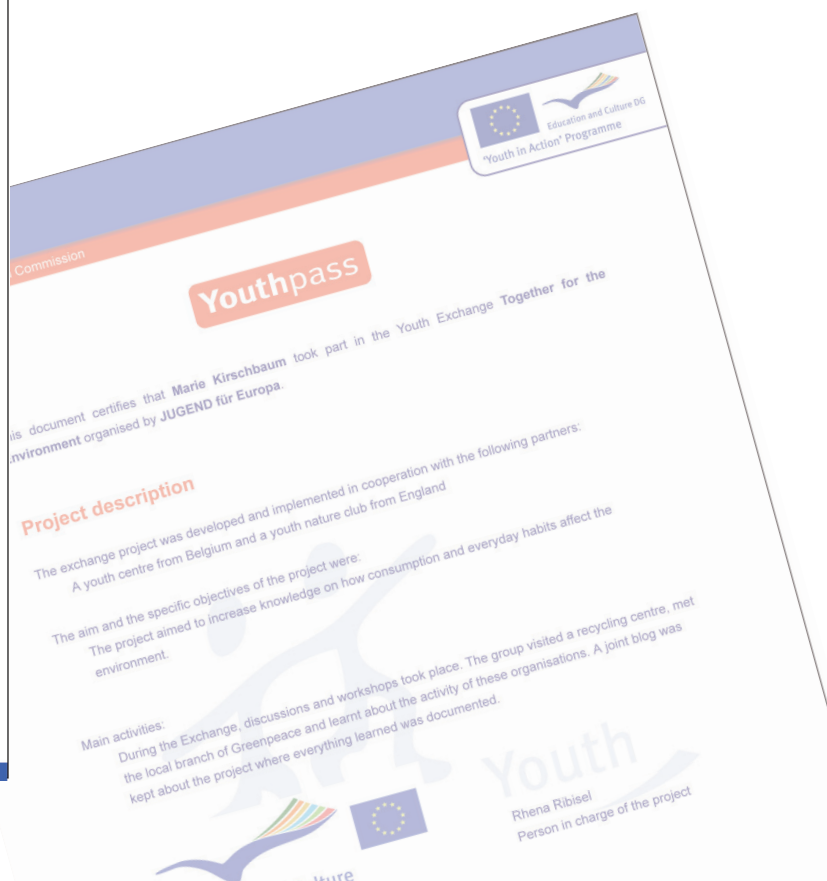 Education and Culture DG
'Youth in Action' Programme
Commission
Youthpass
is document certifies that Marie Kirschbaum took part in the Youth Exchange Together for the
nvironment organised by JUGEND für Europa.
Project description
The exchange project was developed and implemented in cooperation with the following partners:
A youth centre from Belgium and a youth nature club from England
The aim and the specific objectives of the project were:
The project aimed to increase knowledge on how consumption and everyday habits affect the
environment.
Main activities:
During the Exchange, discussions and workshops took place. The group visited a recycling centre, met
the local branch of Greenpeace and learnt about the activity of these organisations. A joint blog was
kept about the project where everything learned was documented.
Youth
Rhena Ribisel
Person in charge of the project
lture